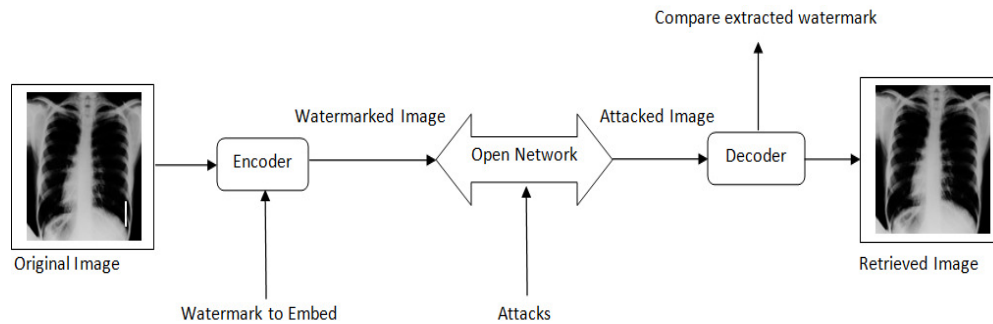 Compare extracted watermark
Watermarked Image
Attacked Image
Encoder
Open Network
Decoder
Original Image
Retrieved Image
Watermark to Embed
Attacks